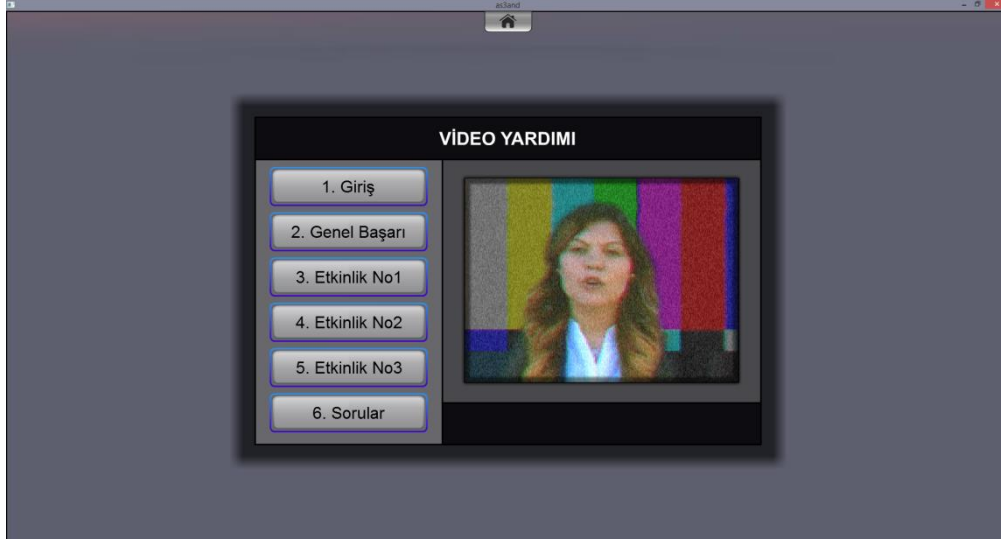 as3and
VİDEO YARDIMI
1. Giriş
2. Genel Başarı
3. Etkinlik No1
4. Etkinlik No2
5. Etkinlik No3
6. Sorular